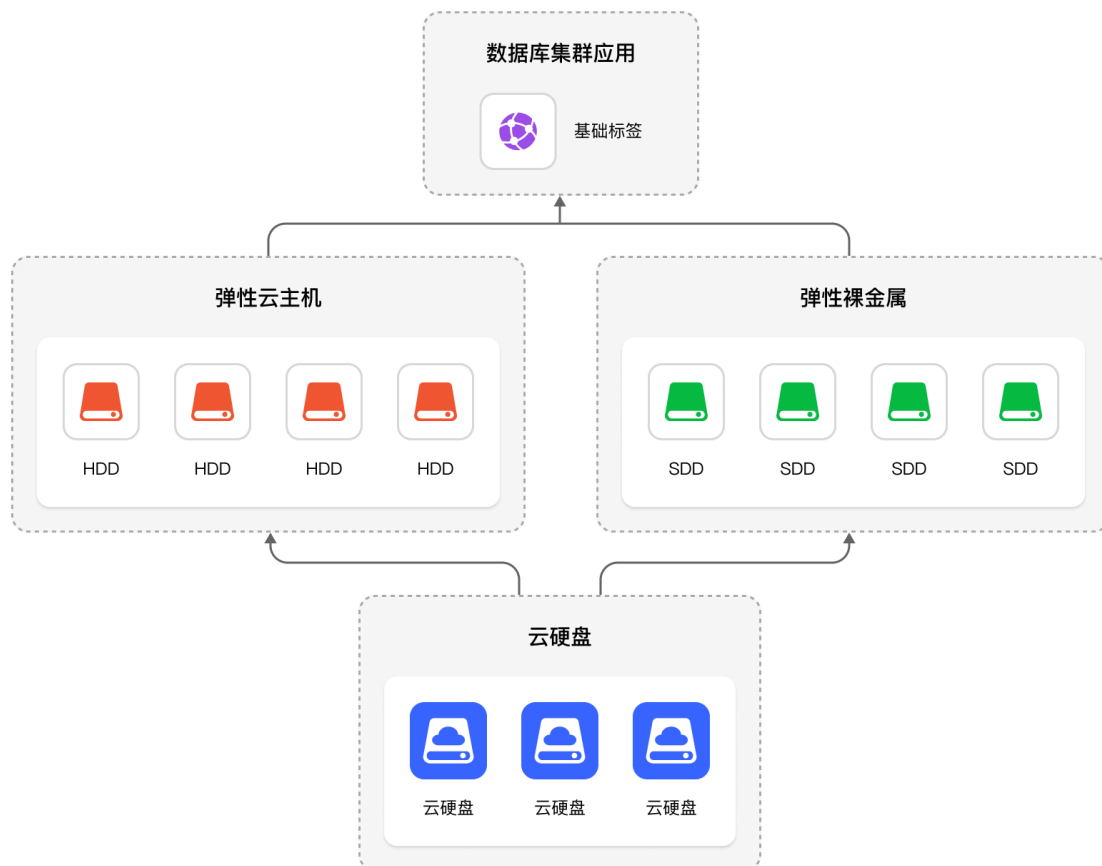 数据库集群应用
基础标签
弹性云主机
HDD HDD HDD HDD
弹性裸金属
SDD SDD SDD SDD
云硬盘
云硬盘 云硬盘 云硬盘